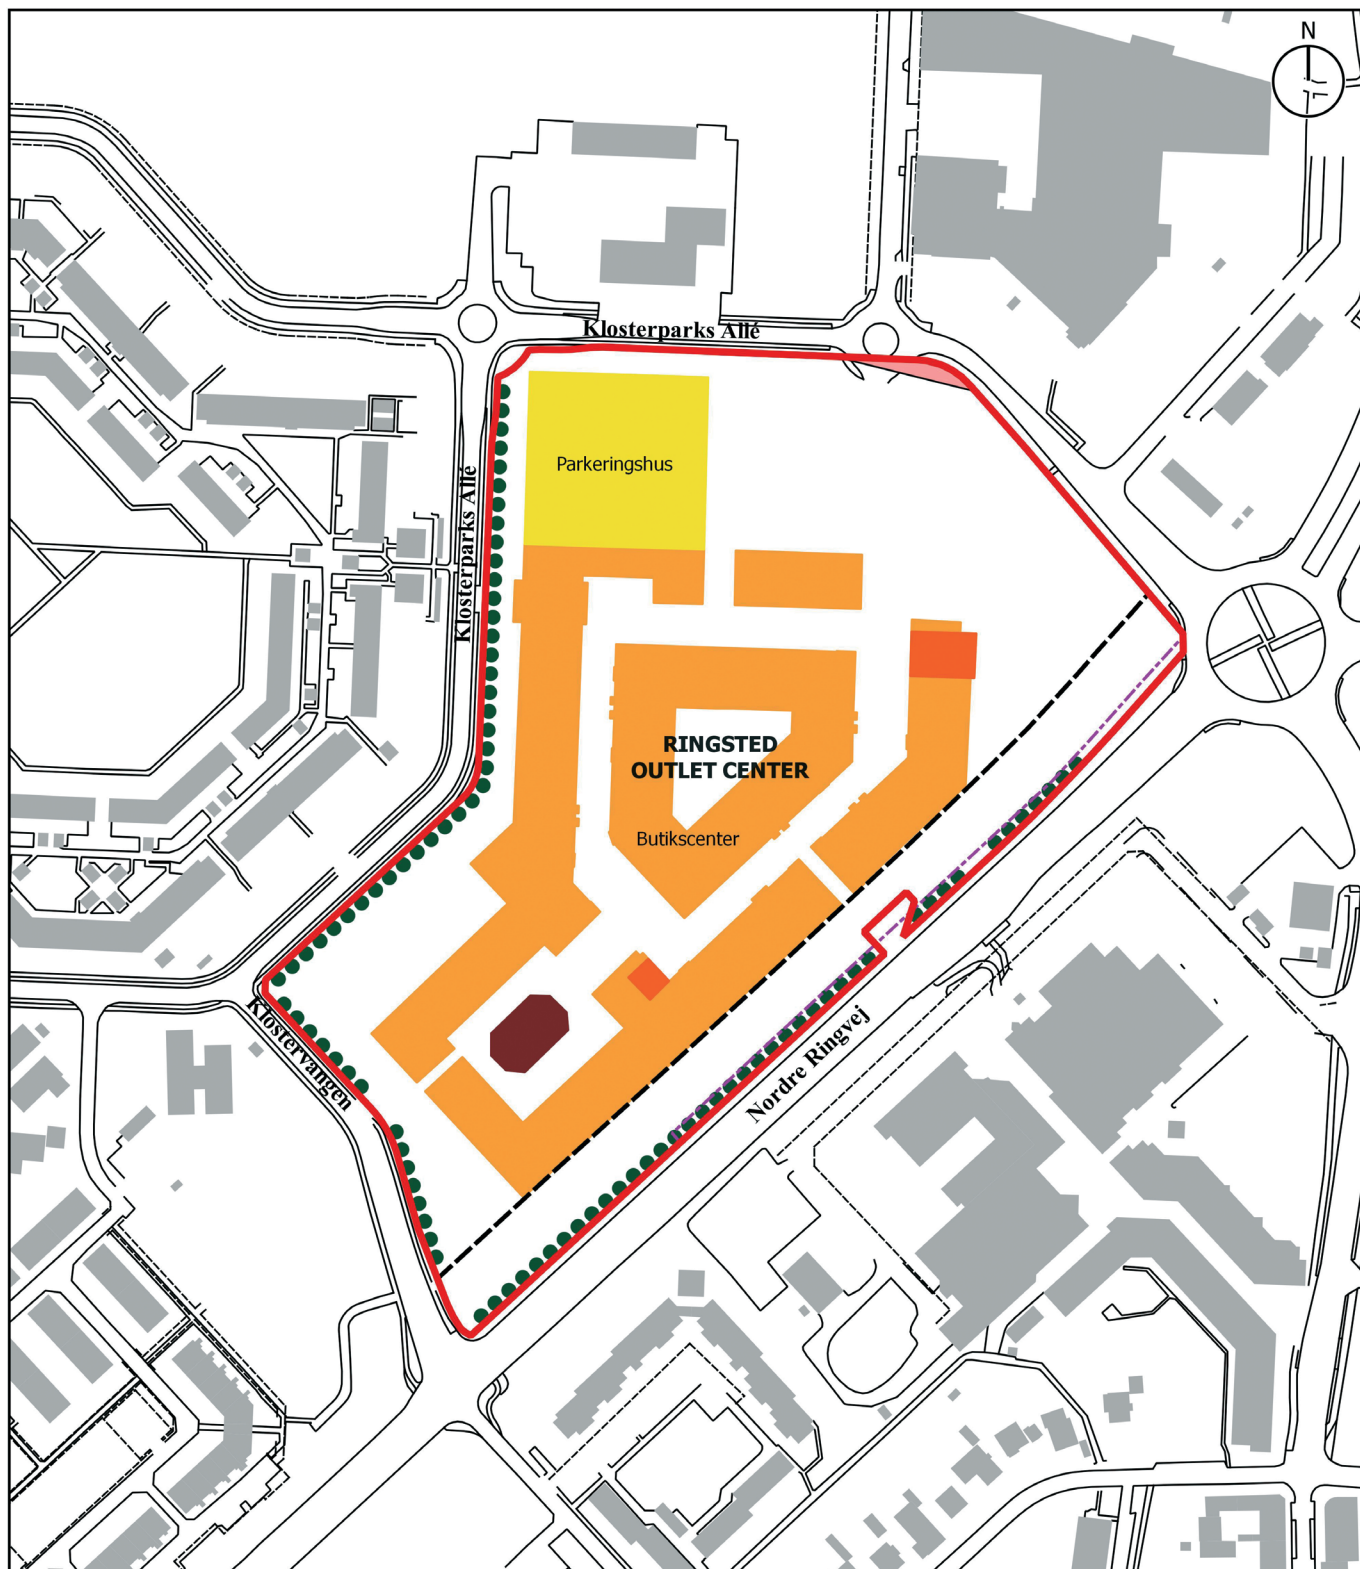 N
Klosterparks Allé
Parkeringshus
Klosterparks Allé
RINGSTED
OUTLET CENTER
Butikscenter
Klostervangen
Nordre Ringvej